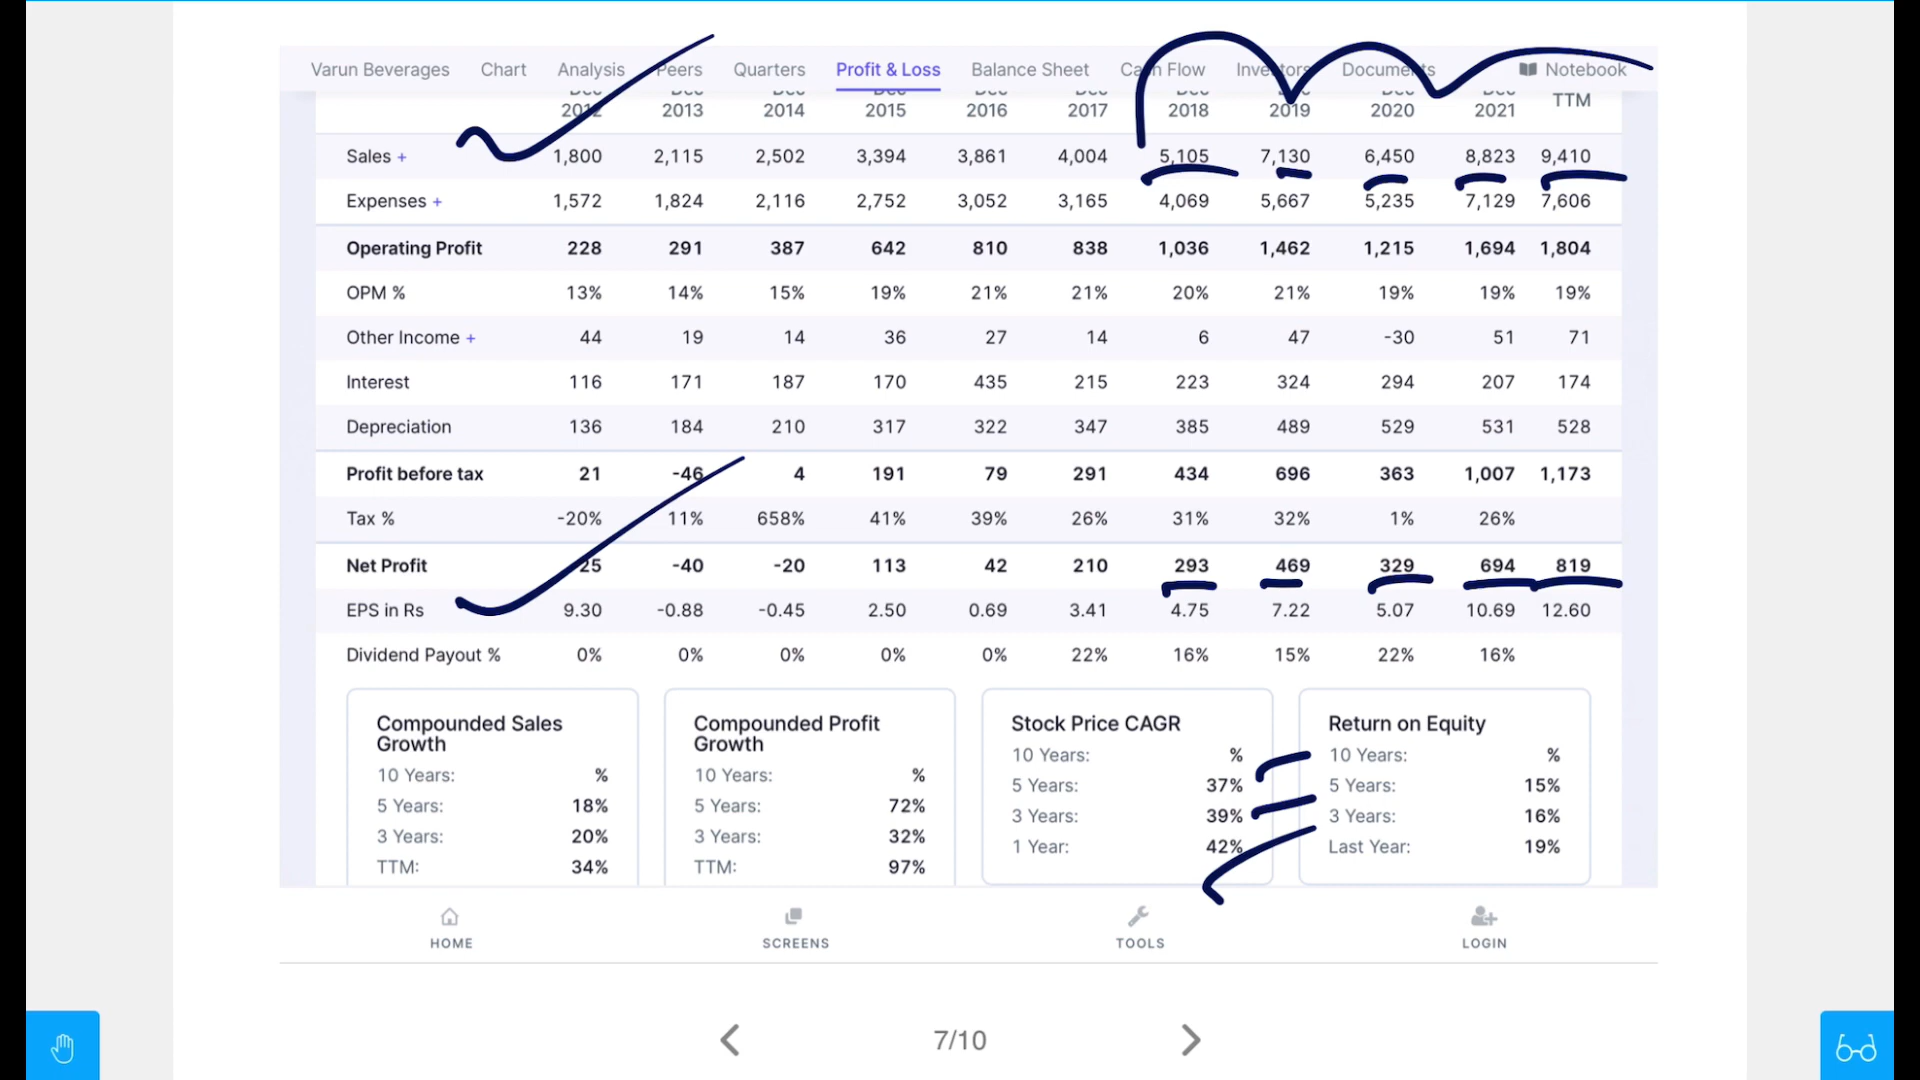 Varun Beverages Chart Analysis Peers Quarters Profit & Loss Balance Sheet Cash Flow Investors Documents Notebook
Dec Dec Dec Dec Dec Dec Dec Dec Dec Dec TTM
2012 2013 2014 2015 2016 2017 2018 2019 2020 2021
Sales + 1,800 2,115 2,502 3,394 3,861 4,004 5,105 7,130 6,450 8,823 9,410
Expenses + 1,572 1,824 2,116 2,752 3,052 3,165 4,069 5,667 5,235 7,129 7,606
Operating Profit 228 291 387 642 810 838 1,036 1,462 1,215 1,694 1,804
OPM % 13% 14% 15% 19% 21% 21% 20% 21% 19% 19% 19%
Other Income + 44 19 14 36 27 14 6 47 -30 51 71
Interest 116 171 187 170 435 215 223 324 294 207 174
Depreciation 136 184 210 317 322 347 385 489 529 531 528
Profit before tax 21 -46 4 191 79 291 434 696 363 1,007 1,173
Tax % -20% 11% 658% 41% 39% 26% 31% 32% 1% 26%
Net Profit 25 -40 -20 113 42 210 293 469 329 694 819
EPS in Rs 9.30 -0.88 -0.45 2.50 0.69 3.41 4.75 7.22 5.07 10.69 12.60
Dividend Payout % 0% 0% 0% 0% 0% 22% 16% 15% 22% 16%
Compounded Sales
Growth
10 Years: %
5 Years: 18%
3 Years: 20%
TTM: 34%
Compounded Profit
Growth
10 Years: %
5 Years: 72%
3 Years: 32%
TTM: 97%
Stock Price CAGR
10 Years: %
5 Years: 37%
3 Years: 39%
1 Year: 42%
Return on Equity
10 Years: %
5 Years: 15%
3 Years: 16%
Last Year: 19%
HOME SCREENS TOOLS LOGIN
7/10